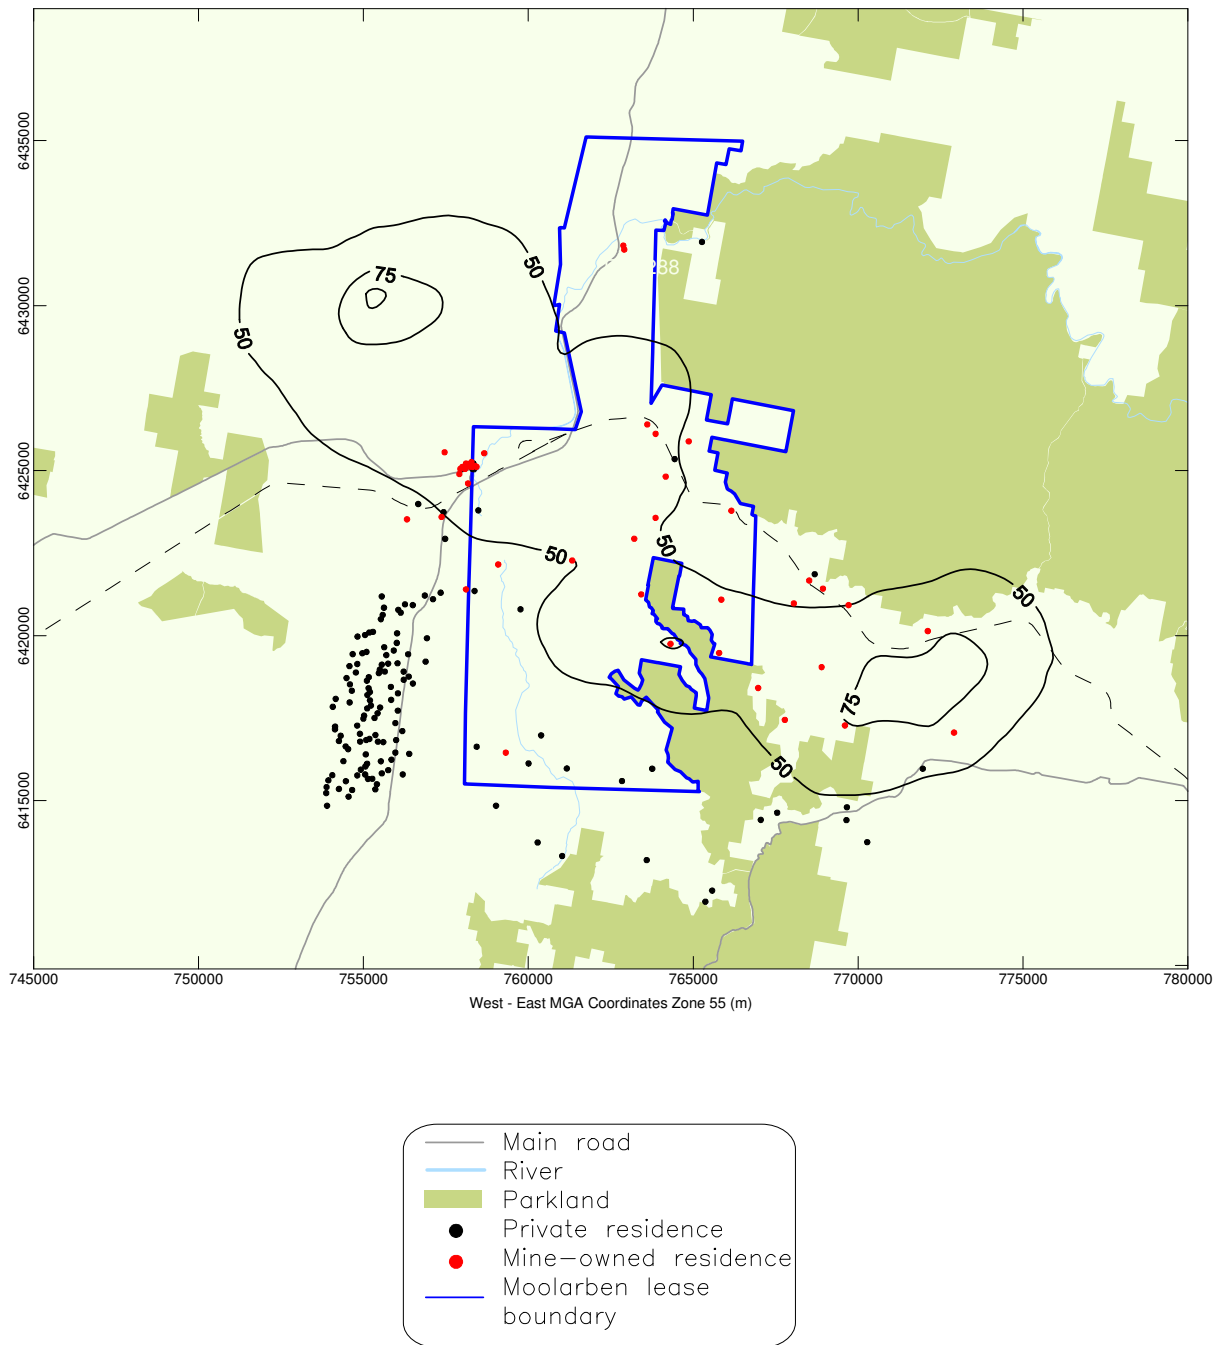 6435000
6430000
6425000
6420000
6415000
50
75
50
288
50
50
50
75
50
745000 750000 755000 760000 765000 770000 775000 780000
West - East MGA Coordinates Zone 55 (m)
Main road
River
Parkland
Private residence
Mine-owned residence
Moolarben lease
boundary